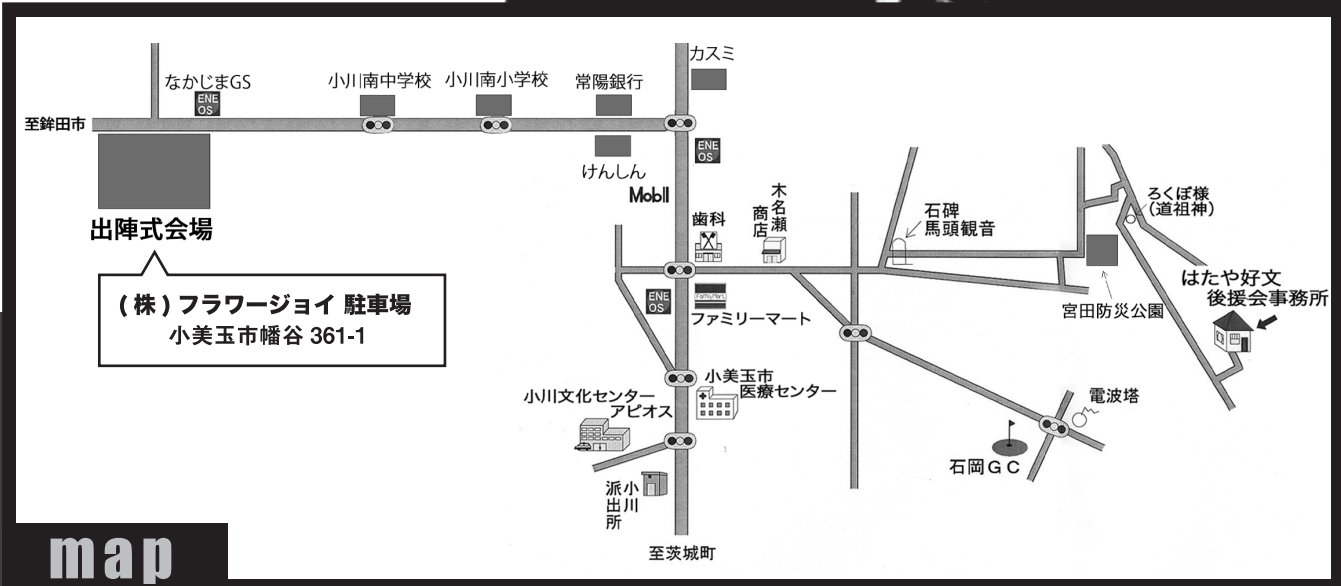 カスミ
なかじまGS
小川南中学校
小川南小学校
常陽銀行
ENE
OS
至鉾田市
ENE
OS
けんしん
Mobil
出陣式会場
(株)フラワージョイ 駐車場
小美玉市幡谷 361-1
歯科
木名瀬
商店
石碑
馬頭観音
ろくぼ様
(道祖神)
はたや好文
後援会事務所
宮田防災公園
ENE
OS
FamilyMart
ファミリーマート
小美玉市
医療センター
小川文化センター
アピオス
電波塔
石岡GC
小川
派出所
至茨城町
map